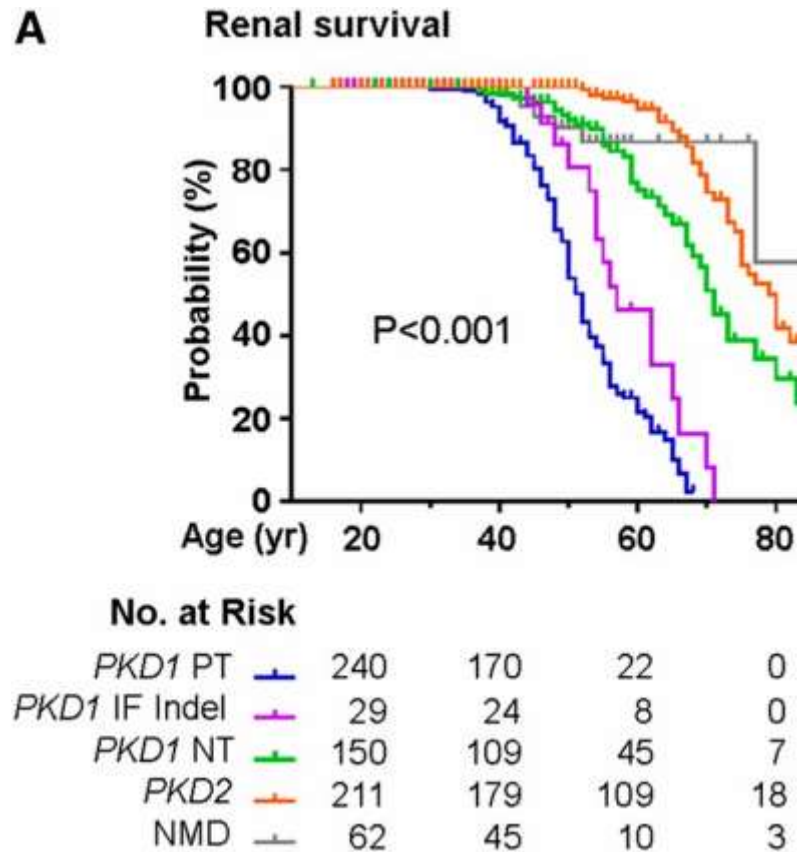 A Renal survival
100
80
60
40
20
0
Probability (%)
P<0.001
Age (yr) 20 40 60 80
No. at Risk
PKD1 PT 240 170 22 0
PKD1 IF Indel 29 24 8 0
PKD1 NT 150 109 45 7
PKD2 211 179 109 18
NMD 62 45 10 3